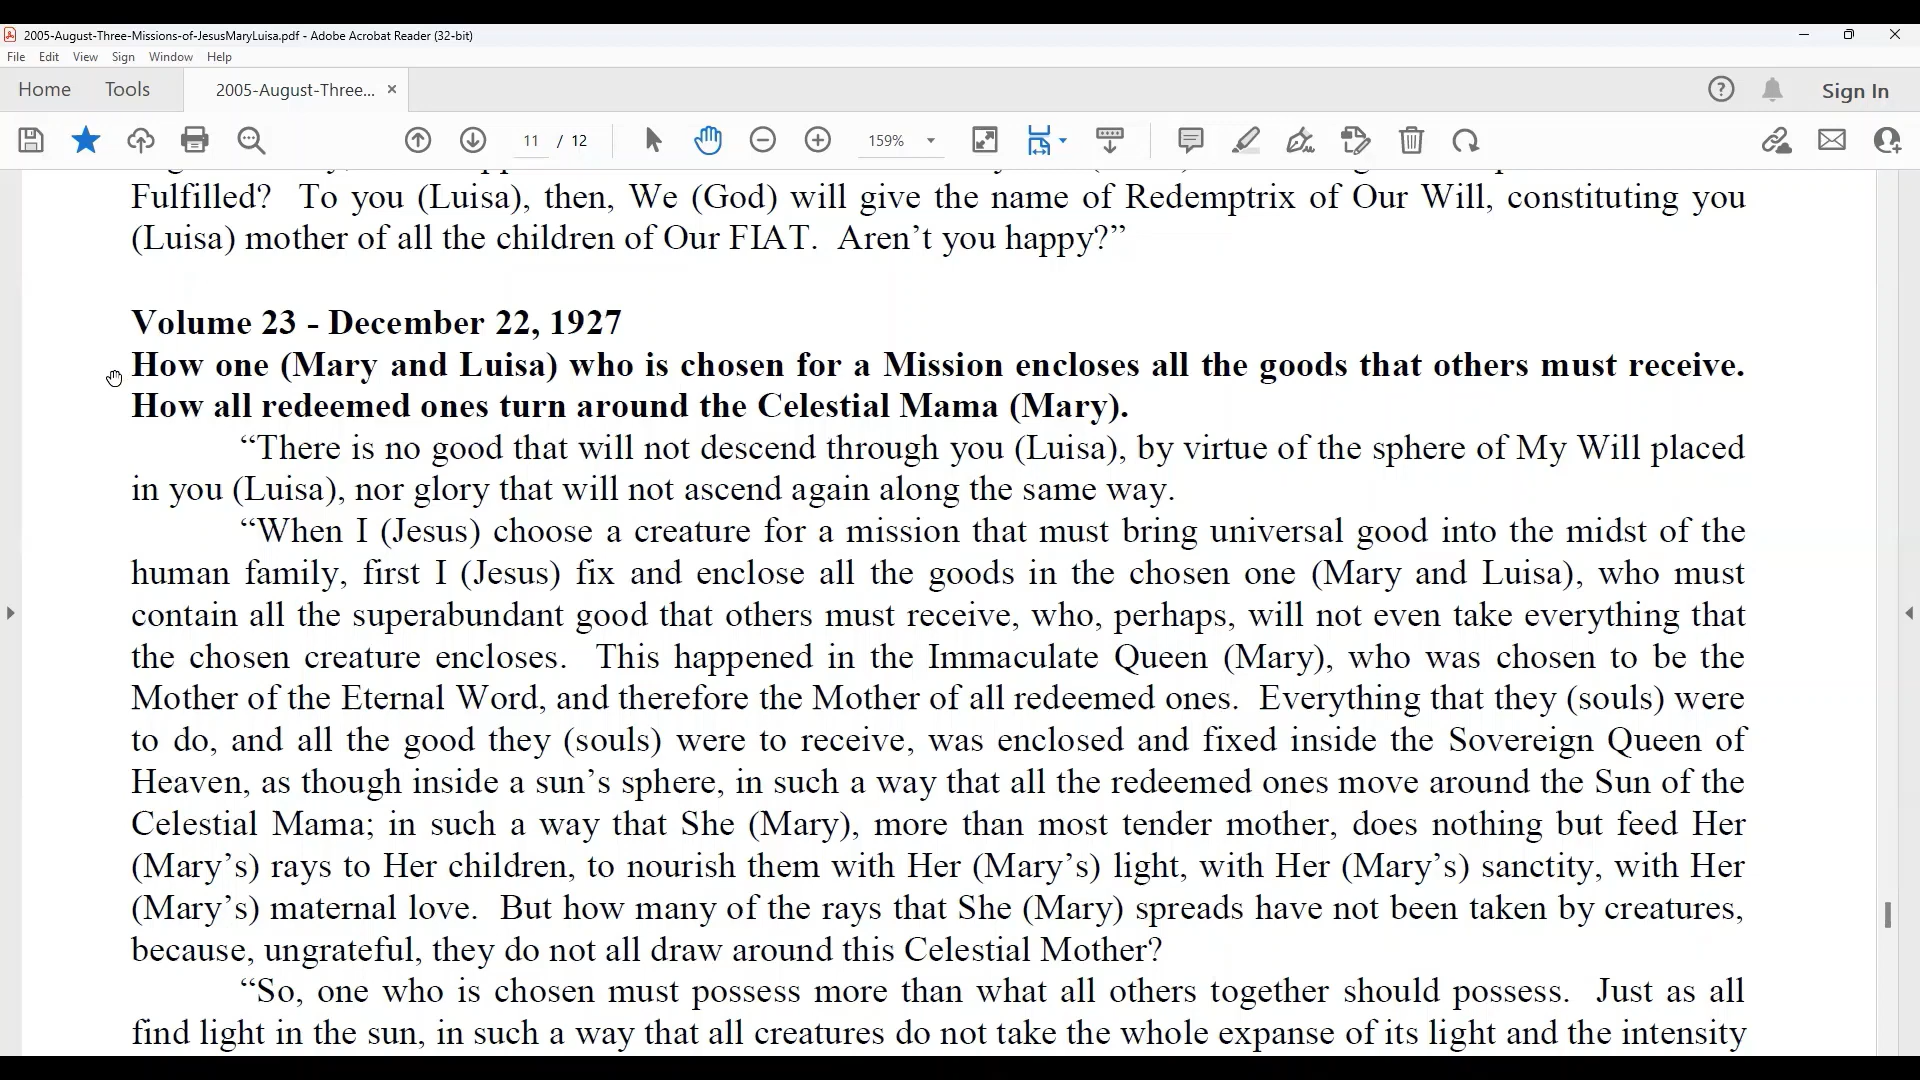 2005-August-Three-Missions-of-JesusMaryLuisa.pdf - Adobe Acrobat Reader (32-bit)
File Edit View Sign Window Help
Home Tools 2005-August-Three... × Sign In
11 / 12 159%
Fulfilled? To you (Luisa), then, We (God) will give the name of Redemptrix of Our Will, constituting you
(Luisa) mother of all the children of Our FIAT. Aren’t you happy?”
Volume 23 - December 22, 1927
How one (Mary and Luisa) who is chosen for a Mission encloses all the goods that others must receive.
How all redeemed ones turn around the Celestial Mama (Mary).
“There is no good that will not descend through you (Luisa), by virtue of the sphere of My Will placed
in you (Luisa), nor glory that will not ascend again along the same way.
“When I (Jesus) choose a creature for a mission that must bring universal good into the midst of the
human family, first I (Jesus) fix and enclose all the goods in the chosen one (Mary and Luisa), who must
contain all the superabundant good that others must receive, who, perhaps, will not even take everything that
the chosen creature encloses. This happened in the Immaculate Queen (Mary), who was chosen to be the
Mother of the Eternal Word, and therefore the Mother of all redeemed ones. Everything that they (souls) were
to do, and all the good they (souls) were to receive, was enclosed and fixed inside the Sovereign Queen of
Heaven, as though inside a sun’s sphere, in such a way that all the redeemed ones move around the Sun of the
Celestial Mama; in such a way that She (Mary), more than most tender mother, does nothing but feed Her
(Mary’s) rays to Her children, to nourish them with Her (Mary’s) light, with Her (Mary’s) sanctity, with Her
(Mary’s) maternal love. But how many of the rays that She (Mary) spreads have not been taken by creatures,
because, ungrateful, they do not all draw around this Celestial Mother?
“So, one who is chosen must possess more than what all others together should possess. Just as all
find light in the sun, in such a way that all creatures do not take the whole expanse of its light and the intensity